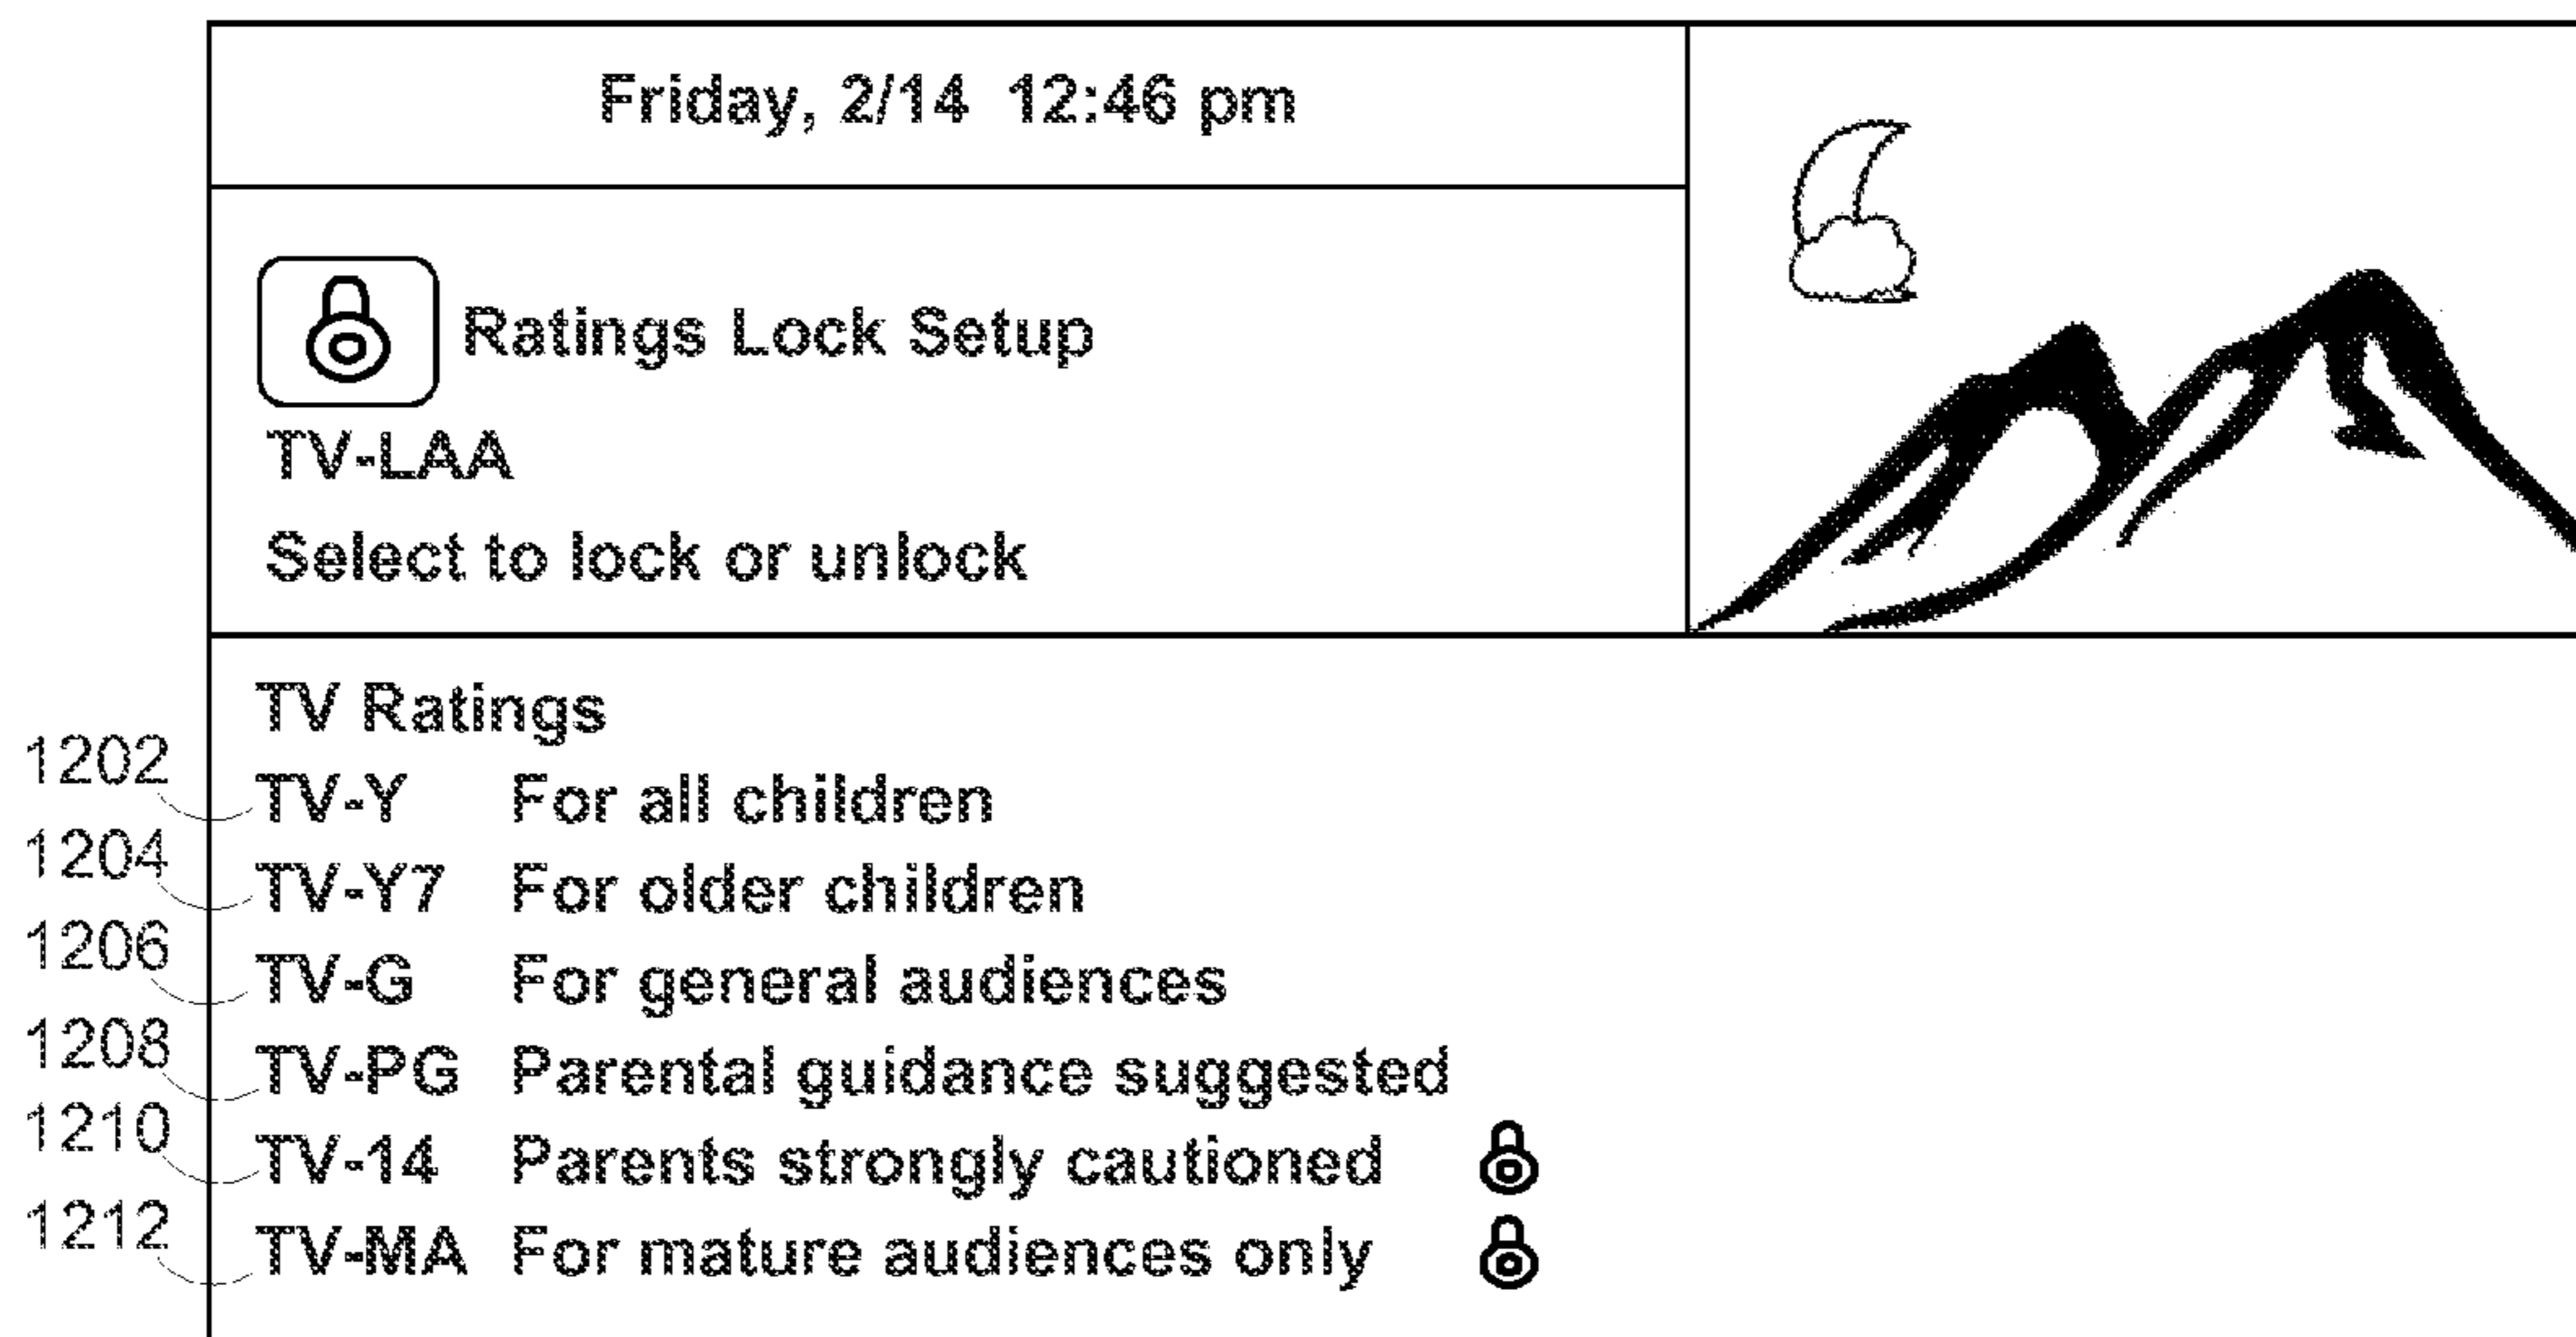 Friday, 2/14 12:46 pm
Ratings Lock Setup
TV-LAA
Select to lock or unlock
TV Ratings
1202 TV-Y For all children
1204 TV-Y7 For older children
1206 TV-G For general audiences
1208 TV-PG Parental guidance suggested
1210 TV-14 Parents strongly cautioned
1212 TV-MA For mature audiences only